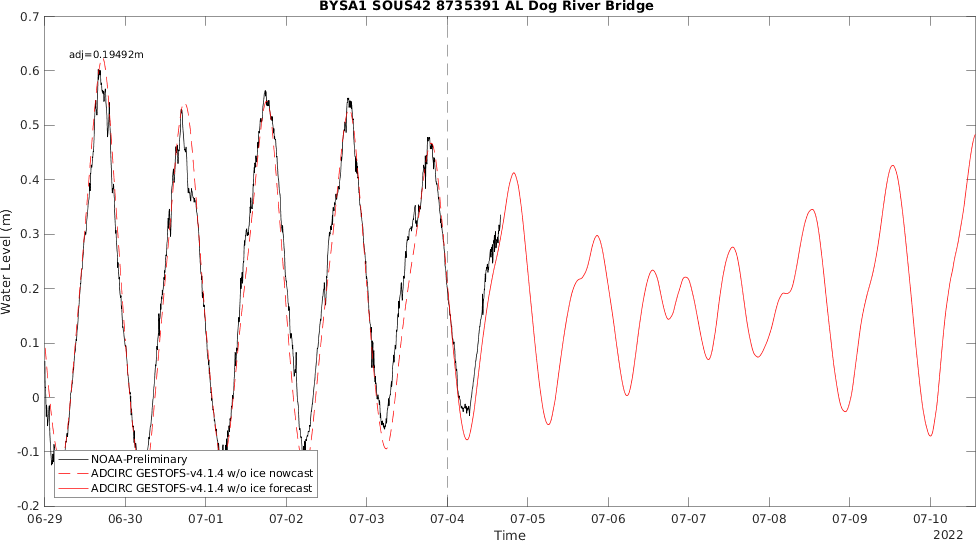 BYSA1 SOUS42 8735391 AL Dog River Bridge
adj=0.19492m
0.7
0.6
0.5
0.4
0.3
0.2
0.1
0
-0.1
-0.2
Water Level (m)
NOAA-Preliminary
ADCIRC GESTOFS-v4.1.4 w/o ice nowcast
ADCIRC GESTOFS-v4.1.4 w/o ice forecast
06-29 06-30 07-01 07-02 07-03 07-04 07-05 07-06 07-07 07-08 07-09 07-10
Time
2022